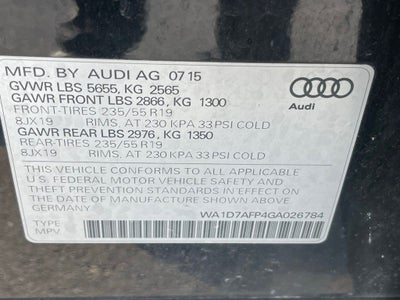 MFD. BY AUDI AG 07 15
GVWR LBS 5655, KG 2565
GAWR FRONT LBS 2866, KG 1300
FRONT-TIRES 235/55 R19
8JX19 RIMS. AT 230 KPA 33 PSI COLD
GAWR REAR LBS 2976, KG 1350
REAR-TIRES 235/55 R19
8JX19 RIMS, AT 230 KPA 33 PSI COLD
Audi
THIS VEHICLE CONFORMS TO ALL APPLICABLE
U.S. FEDERAL MOTOR VEHICLE SAFETY
STANDARDS IN EFFECT ON THE DATE
OF THE DATE OF MANUFACTURE SHOWN ABOVE
GERMANY
WA1D7AFP4GA026784
TYPE
MPV